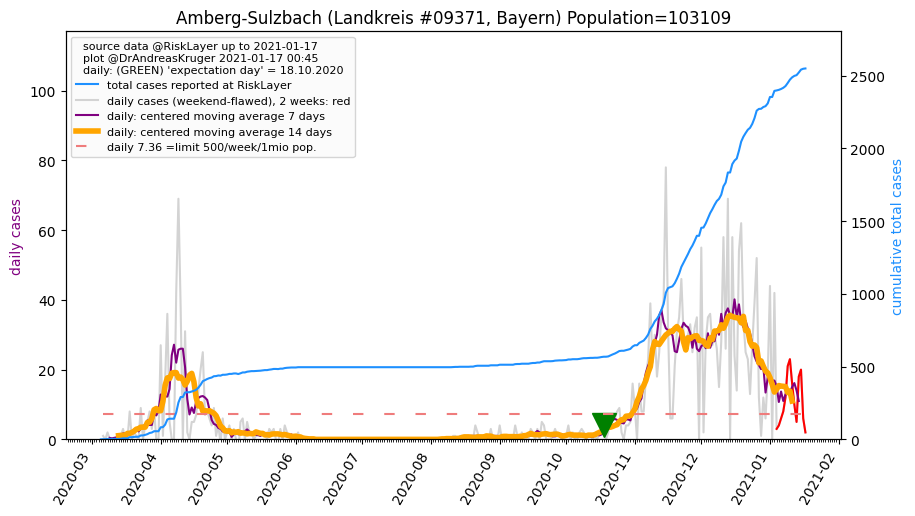 Amberg-Sulzbach (Landkreis #09371, Bayern) Population=103109
source data @RiskLayer up to 2021-01-17
plot @DrAndreasKruger 2021-01-17 00:45
daily: (GREEN) 'expectation day' = 18.10.2020
total cases reported at RiskLayer
daily cases (weekend-flawed), 2 weeks: red
daily: centered moving average 7 days
daily: centered moving average 14 days
daily 7.36 =limit 500/week/1mio pop.
daily cases
100
80
60
40
20
0
cumulative total cases
2500
2000
1500
1000
500
0
2020-03
2020-04
2020-05
2020-06
2020-07
2020-08
2020-09
2020-10
2020-11
2020-12
2021-01
2021-02